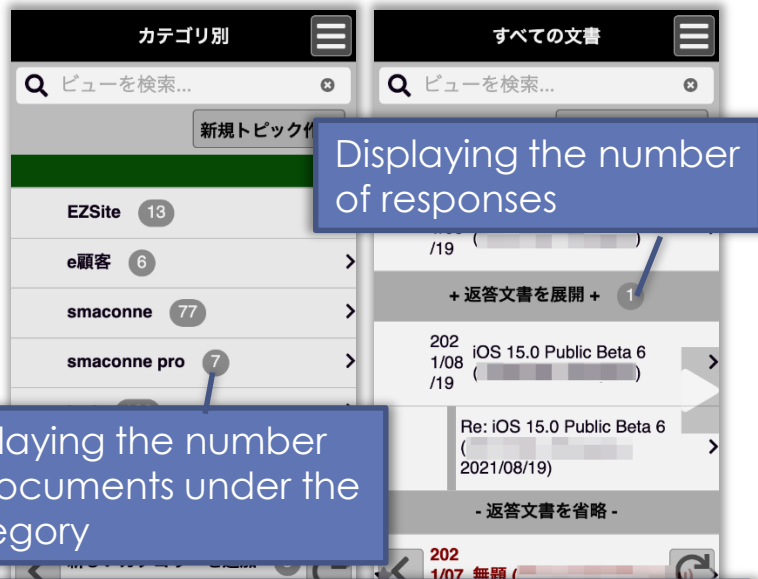 カテゴリ別
ビューを検索...
新規トピック作
EZSite 13
e顧客 6
smaconne 77
smaconne pro 7
laying the number
ocuments under the
egory
すべての文書
ビューを検索...
Displaying the number
of responses
/19 ( )
+ 返答文書を展開 + 1
202
1/08
/19
iOS 15.0 Public Beta 6
( )
Re: iOS 15.0 Public Beta 6
(
2021/08/19)
- 返答文書を省略 -
202
1/07 無題 (